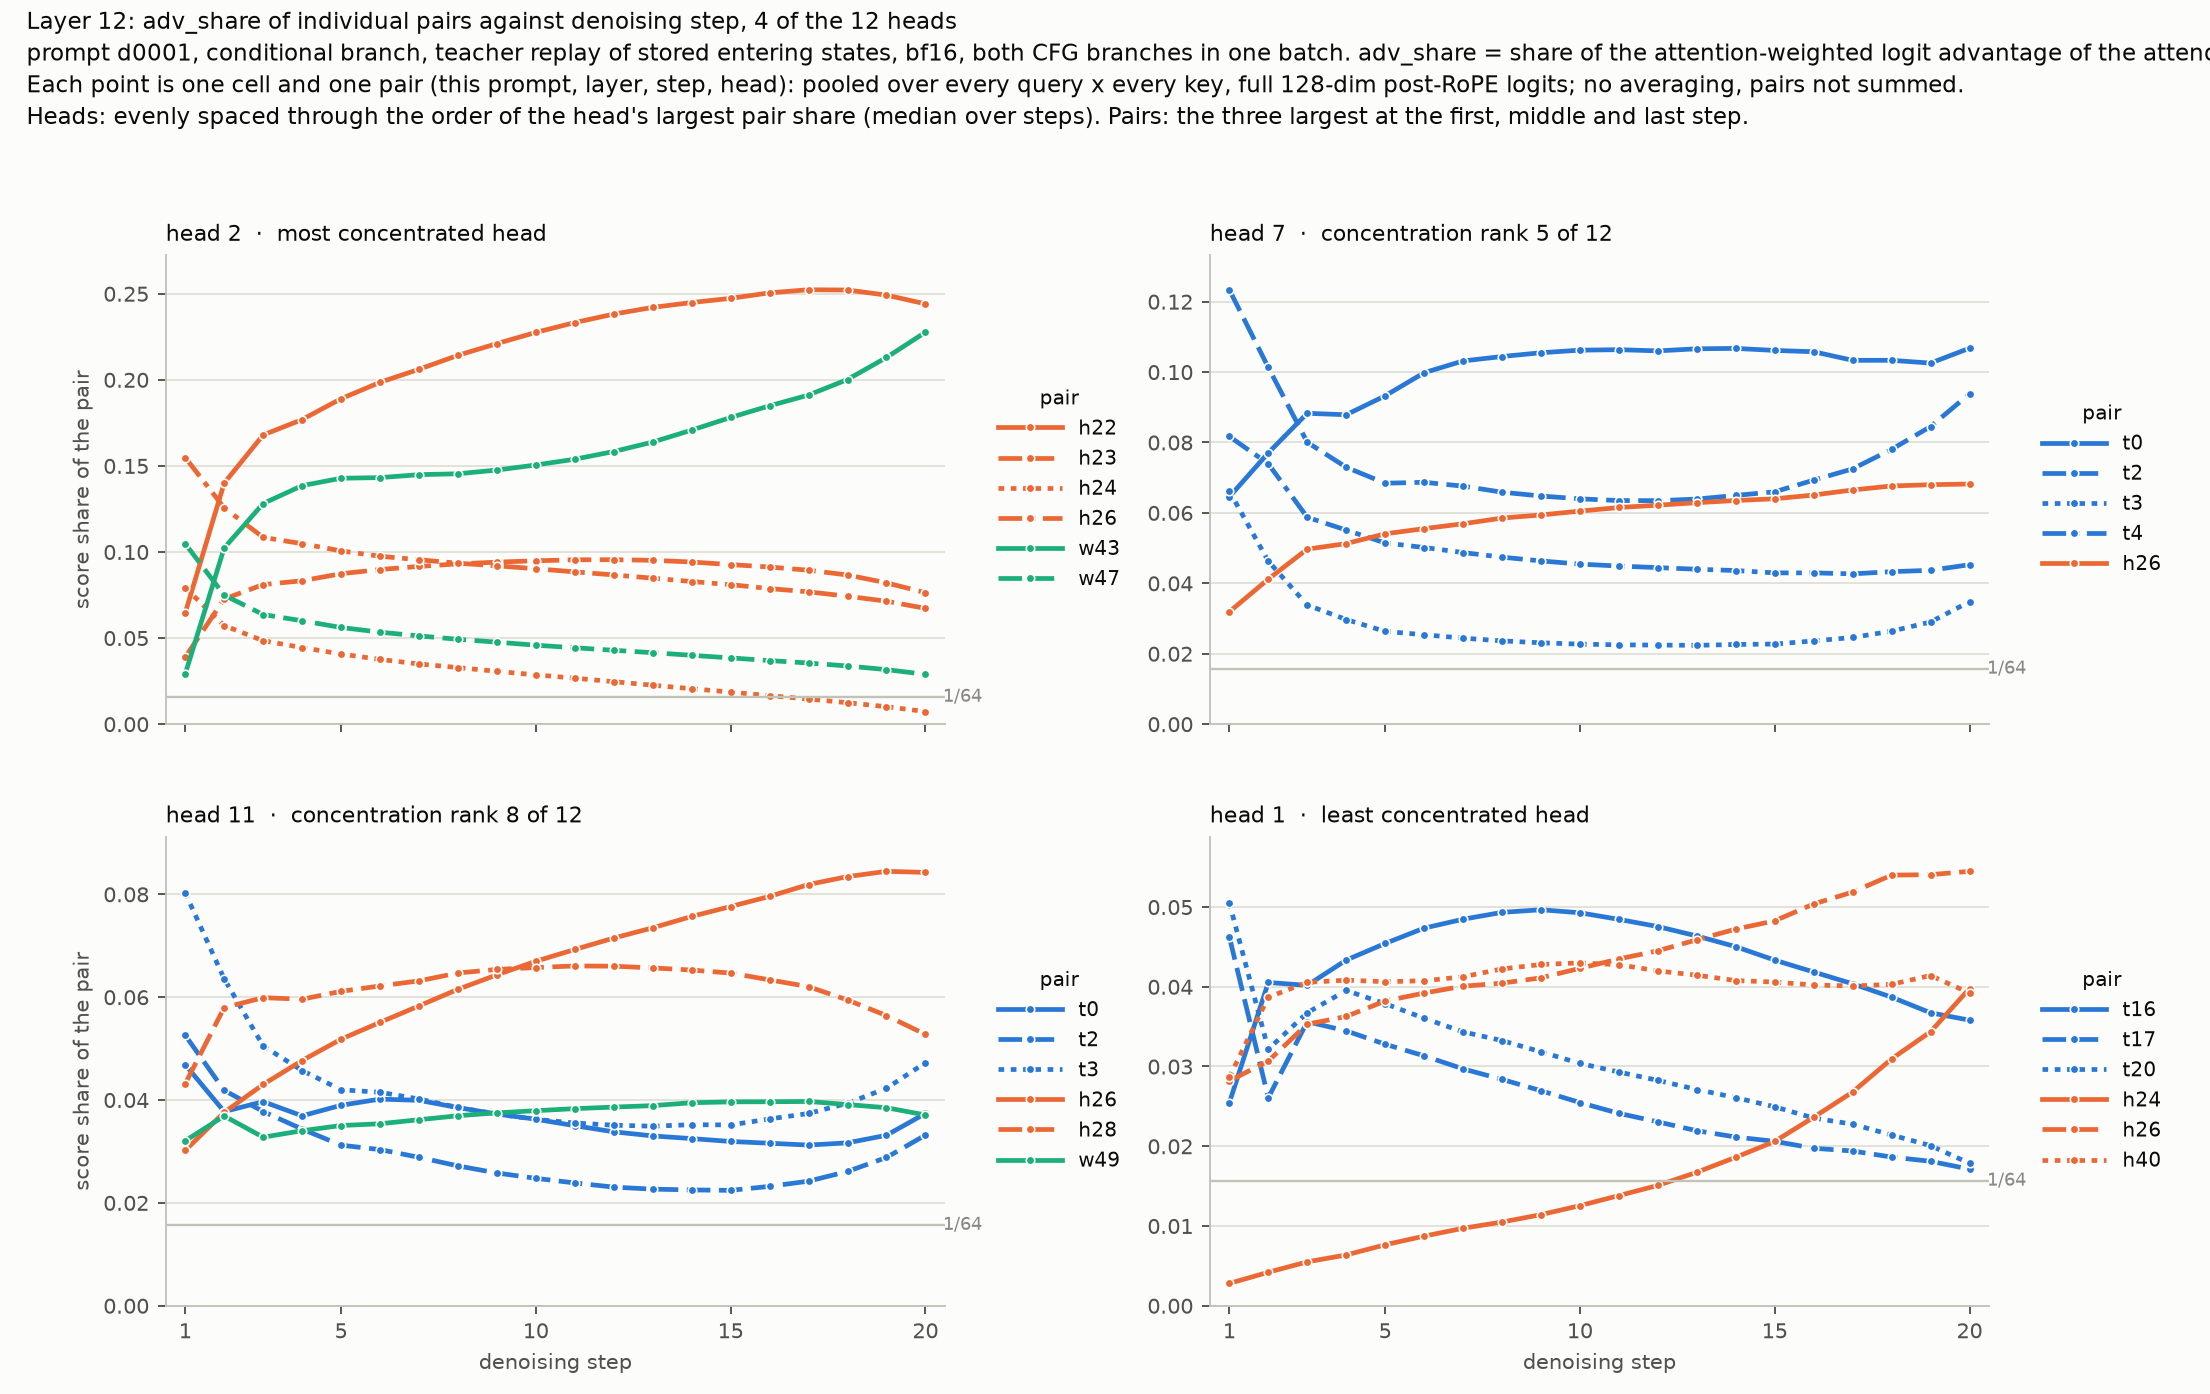 Layer 12: adv_share of individual pairs against denoising step, 4 of the 12 heads
prompt d0001, conditional branch, teacher replay of stored entering states, bf16, both CFG branches in one batch. adv_share = share of the attention-weighted logit advantage of the
Each point is one cell and one pair (this prompt, layer, step, head): pooled over every query x every key, full 128-dim post-RoPE logits; no averaging, pairs not summed.
Heads: evenly spaced through the order of the head's largest pair share (median over steps). Pairs: the three largest at the first, middle and last step.
head 2 · most concentrated head
score share of the pair
0.25
0.20
0.15
0.10
0.05
0.00
1/64
pair
h22
h23
h24
h26
w43
w47
head 7 · concentration rank 5 of 12
0.12
0.10
0.08
0.06
0.04
0.02
0.00
1/64
pair
t0
t2
t3
t4
h26
head 11 · concentration rank 8 of 12
score share of the pair
0.08
0.06
0.04
0.02
0.00
1/64
1
5
10
15
20
denoising step
pair
t0
t2
t3
h26
h28
w49
head 1 · least concentrated head
0.05
0.04
0.03
0.02
0.01
0.00
1/64
1
5
10
15
20
denoising step
pair
t16
t17
t20
h24
h26
h40